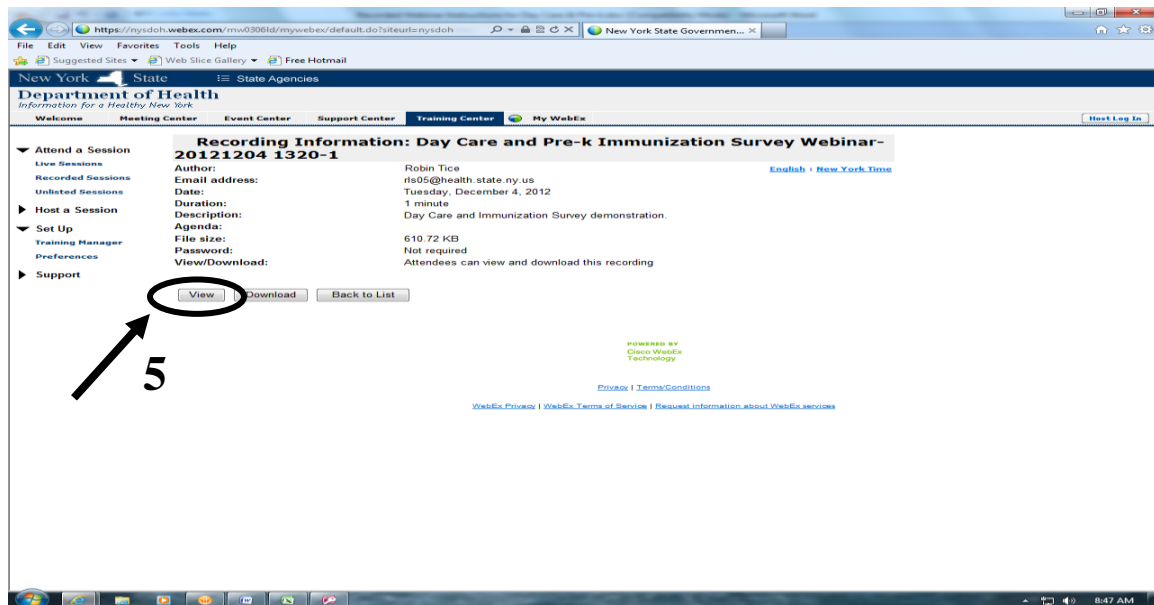 https://nysdoh.webex.com/mw0306ld/mywebex/default.do?siteurl=nysdoh
New York State Governmen...
File Edit View Favorites Tools Help
Suggested Sites Web Slice Gallery Free Hotmail
New York State State Agencies
Department of Health
Information for a Healthy New York
Welcome Meeting Center Event Center Support Center Training Center My WebEx Host Log In
Attend a Session
Live Sessions
Recorded Sessions
Unlisted Sessions
Host a Session
Set Up
Training Manager
Preferences
Support
Recording Information: Day Care and Pre-k Immunization Survey Webinar-
20121204 1320-1
English : New York Time
Author: Robin Tice
Email address: rls05@health.state.ny.us
Date: Tuesday, December 4, 2012
Duration: 1 minute
Description: Day Care and Immunization Survey demonstration.
Agenda:
File size: 610.72 KB
Password: Not required
View/Download: Attendees can view and download this recording
View Download Back to List
5
POWERED BY
Cisco WebEx
Technology
Privacy | Terms/Conditions
WebEx Privacy | WebEx Terms of Service | Request information about WebEx services
8:47 AM